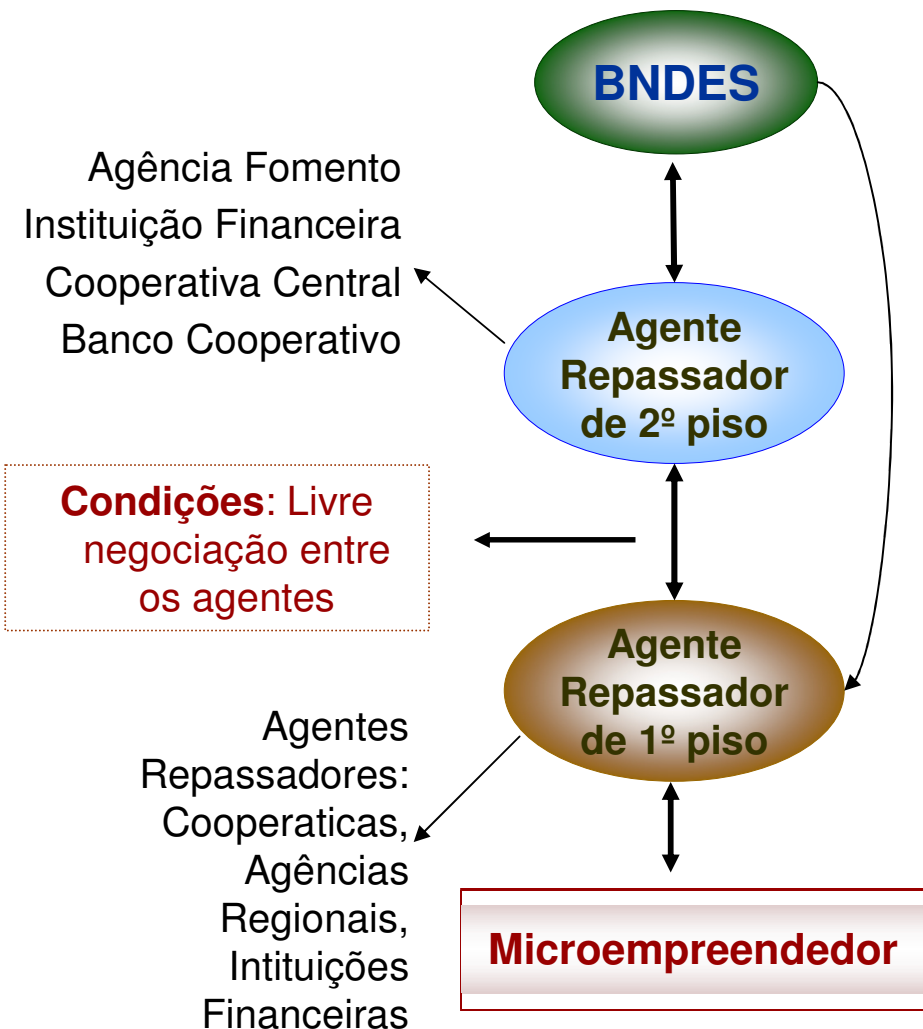 BNDES
Agência Fomento
Instituição Financeira
Cooperativa Central
Banco Cooperativo
Agente
Repassador
de 2º piso
Condições: Livre
negociação entre
os agentes
Agente
Repassador
de 1º piso
Agentes
Repassadores:
Cooperaticas,
Agências
Regionais,
Intituições
Financeiras
Microempreendedor